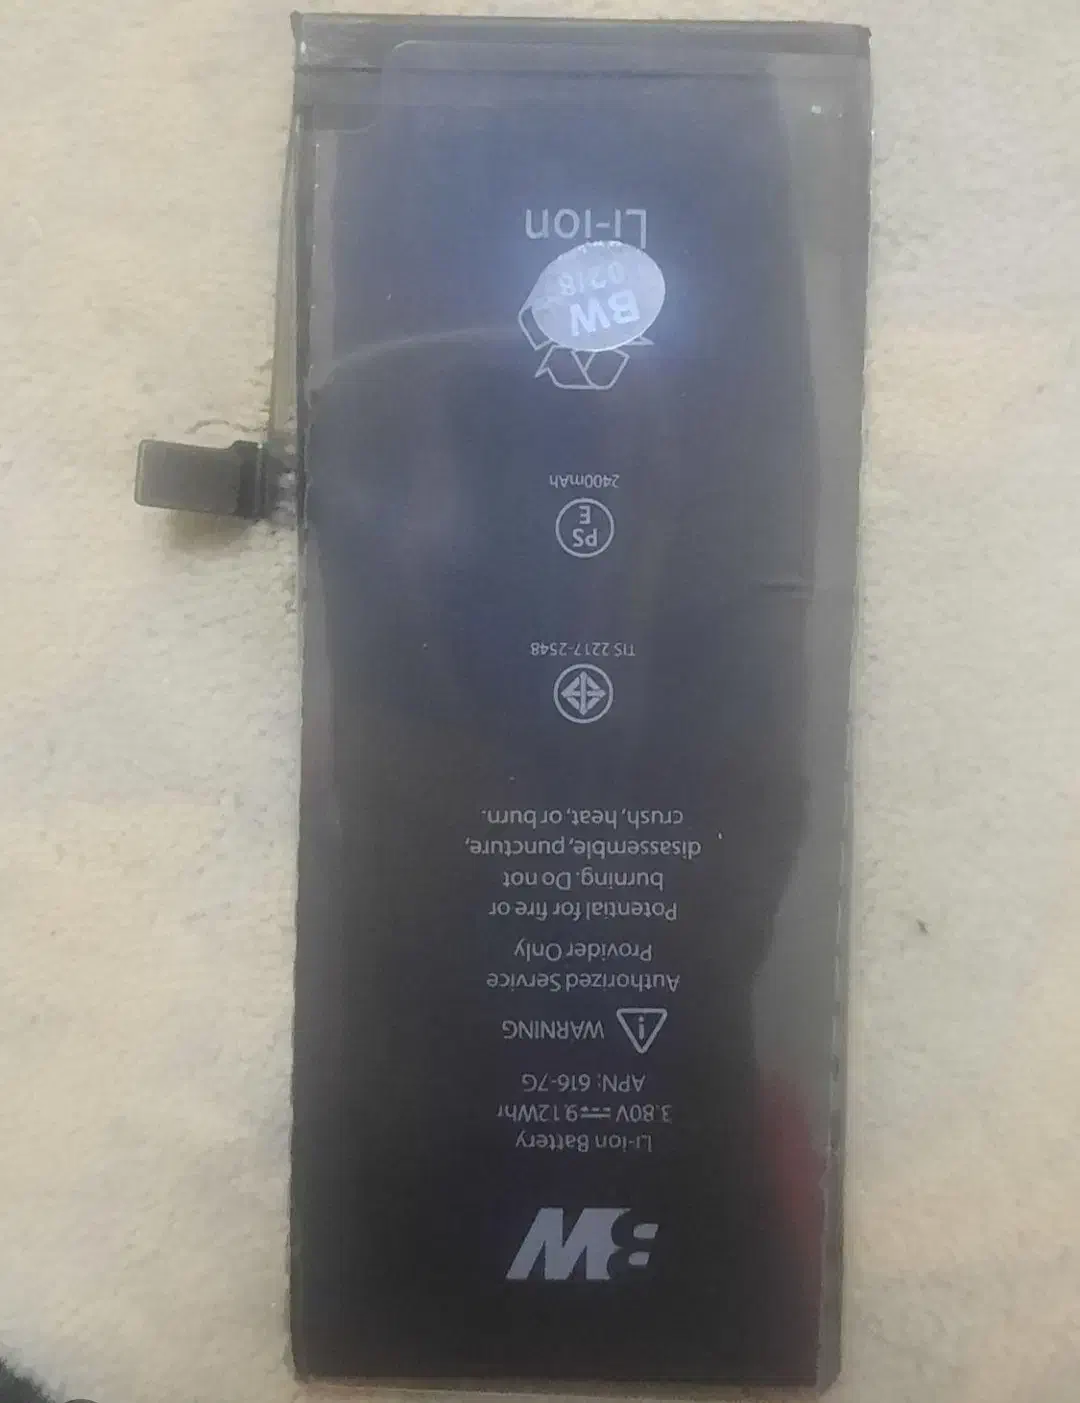 BW
Li-ion Battery
3.80V⎓9.12Whr
APN: 616-7G
WARNING
Authorized Service
Provider Only
Potential for fire or
burning. Do not
disassemble, puncture,
crush, heat, or burn.
TIS 2217-2548
PS
E
2400mAh
BW
0218
Li-ion